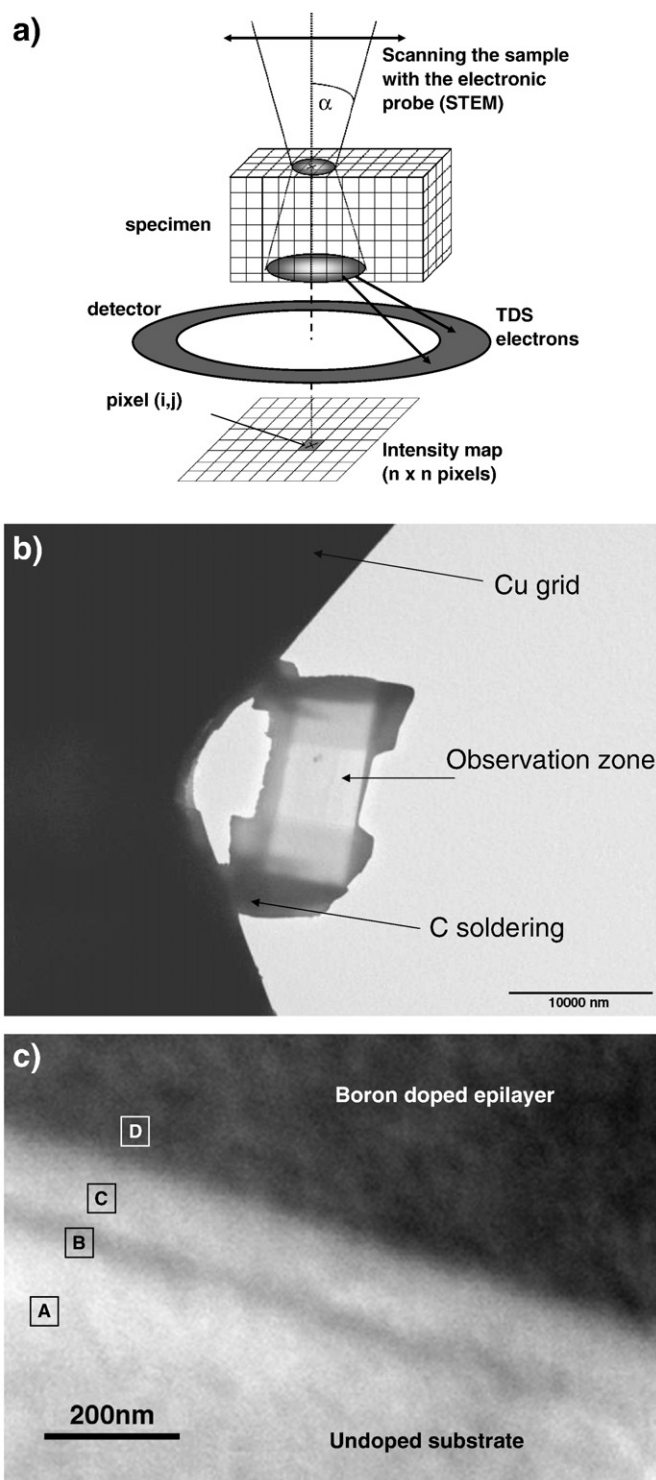 a)
Scanning the sample
with the electronic
probe (STEM)
α
specimen
detector
TDS
electrons
pixel (i,j)
Intensity map
(n x n pixels)
b)
Cu grid
Observation zone
C soldering
10000 nm
c)
Boron doped epilayer
D
C
B
A
200nm
Undoped substrate